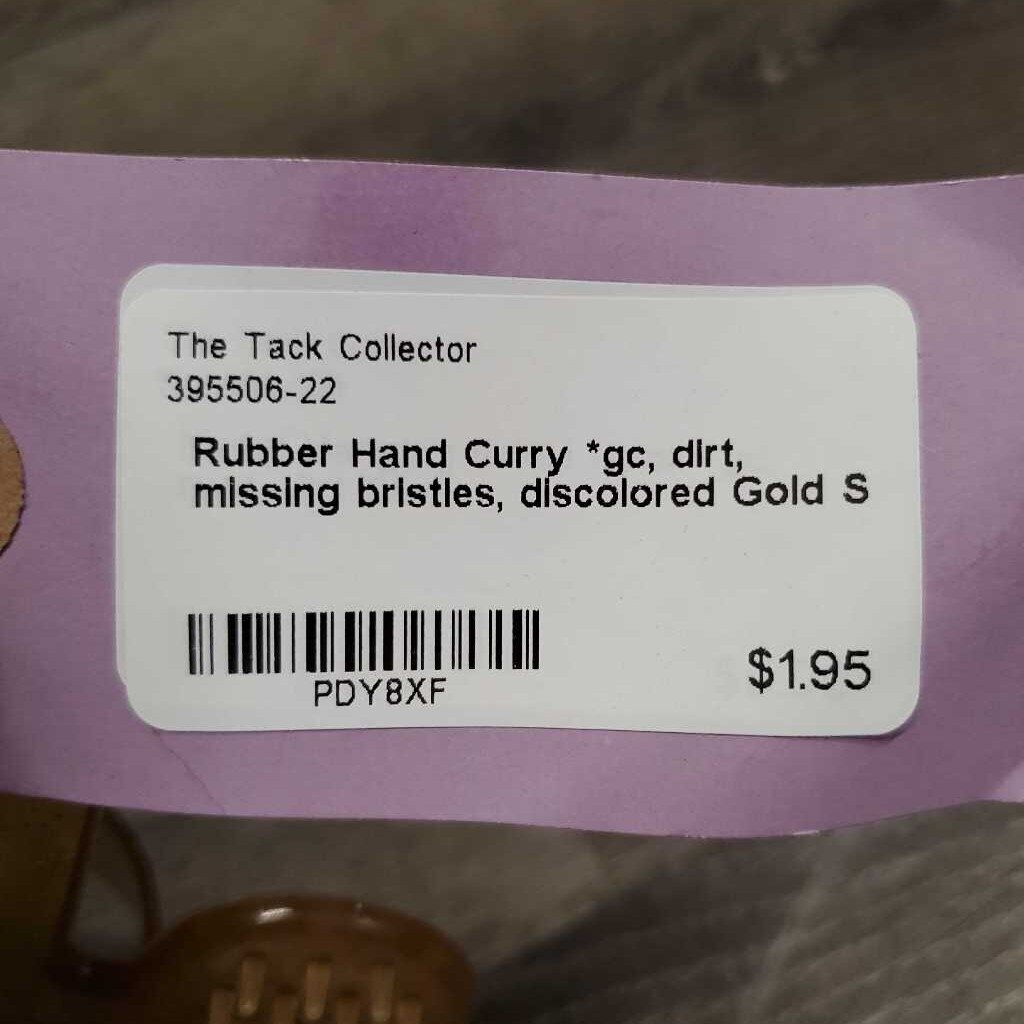 The Tack Collector
395506-22
Rubber Hand Curry *gc, dirt,
missing bristles, discolored Gold S
PDY8XF
$1.95